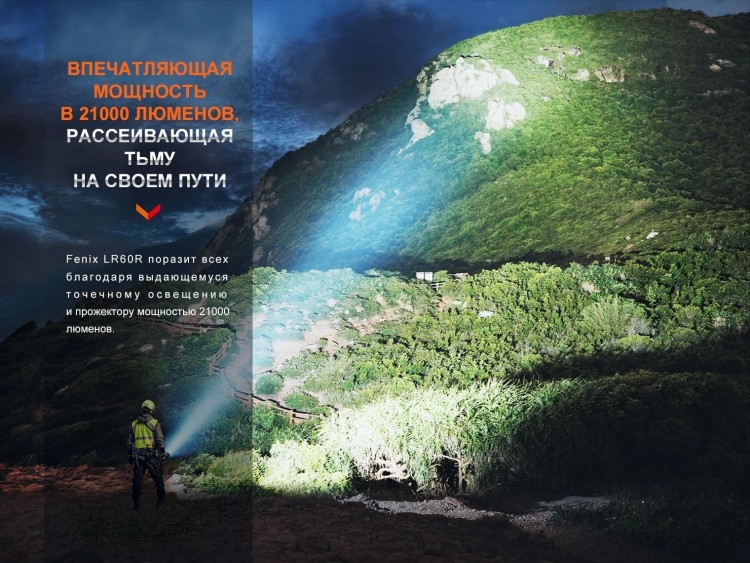 ВПЕЧАТЛЯЮЩАЯ
МОЩНОСТЬ
В 21000 ЛЮМЕНОВ,
РАССЕИВАЮЩАЯ
ТЬМУ
НА СВОЕМ ПУТИ
Fenix LR60R поразит всех
благодаря выдающемуся
точечному освещению
и прожектору мощностью 21000
люменов.